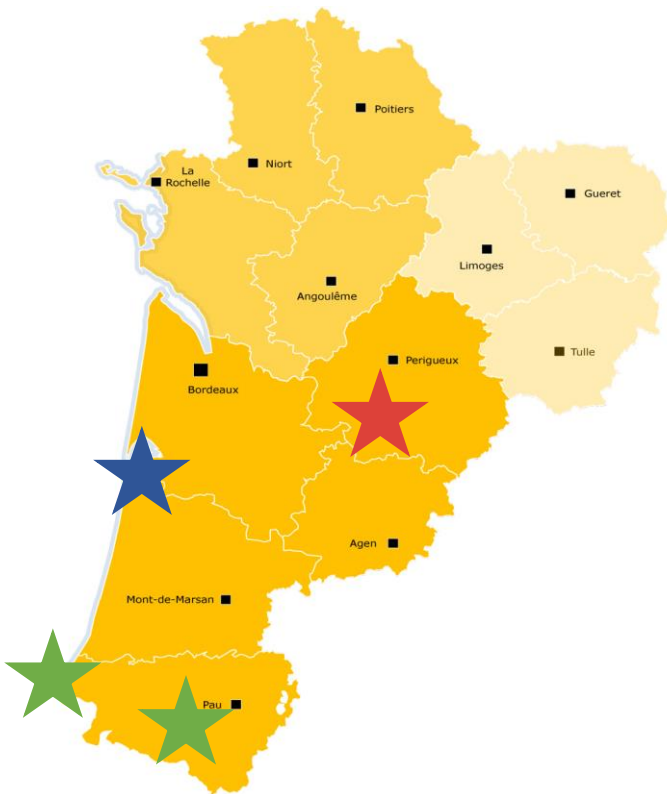 Poitiers
Niort
La
Rochelle
Gueret
Limoges
Angoulême
Tulle
Perigueux
Bordeaux
Agen
Mont-de-Marsan
Pau